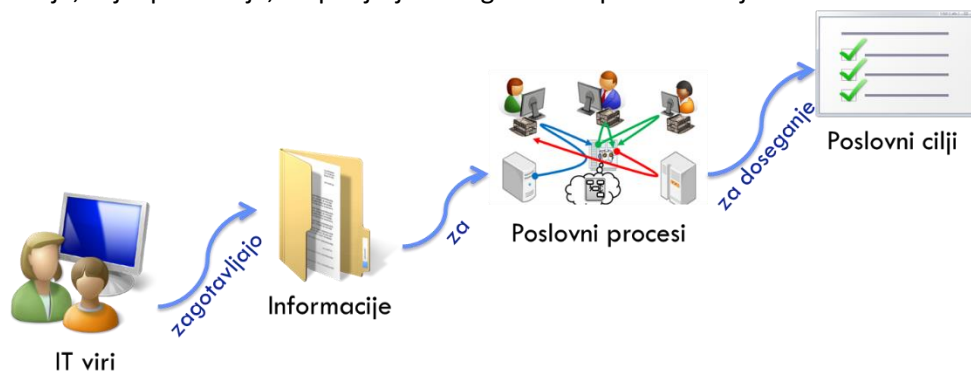 IT viri
zagotavljajo
Informacije
za
Poslovni procesi
za doseganje
Poslovni cilji